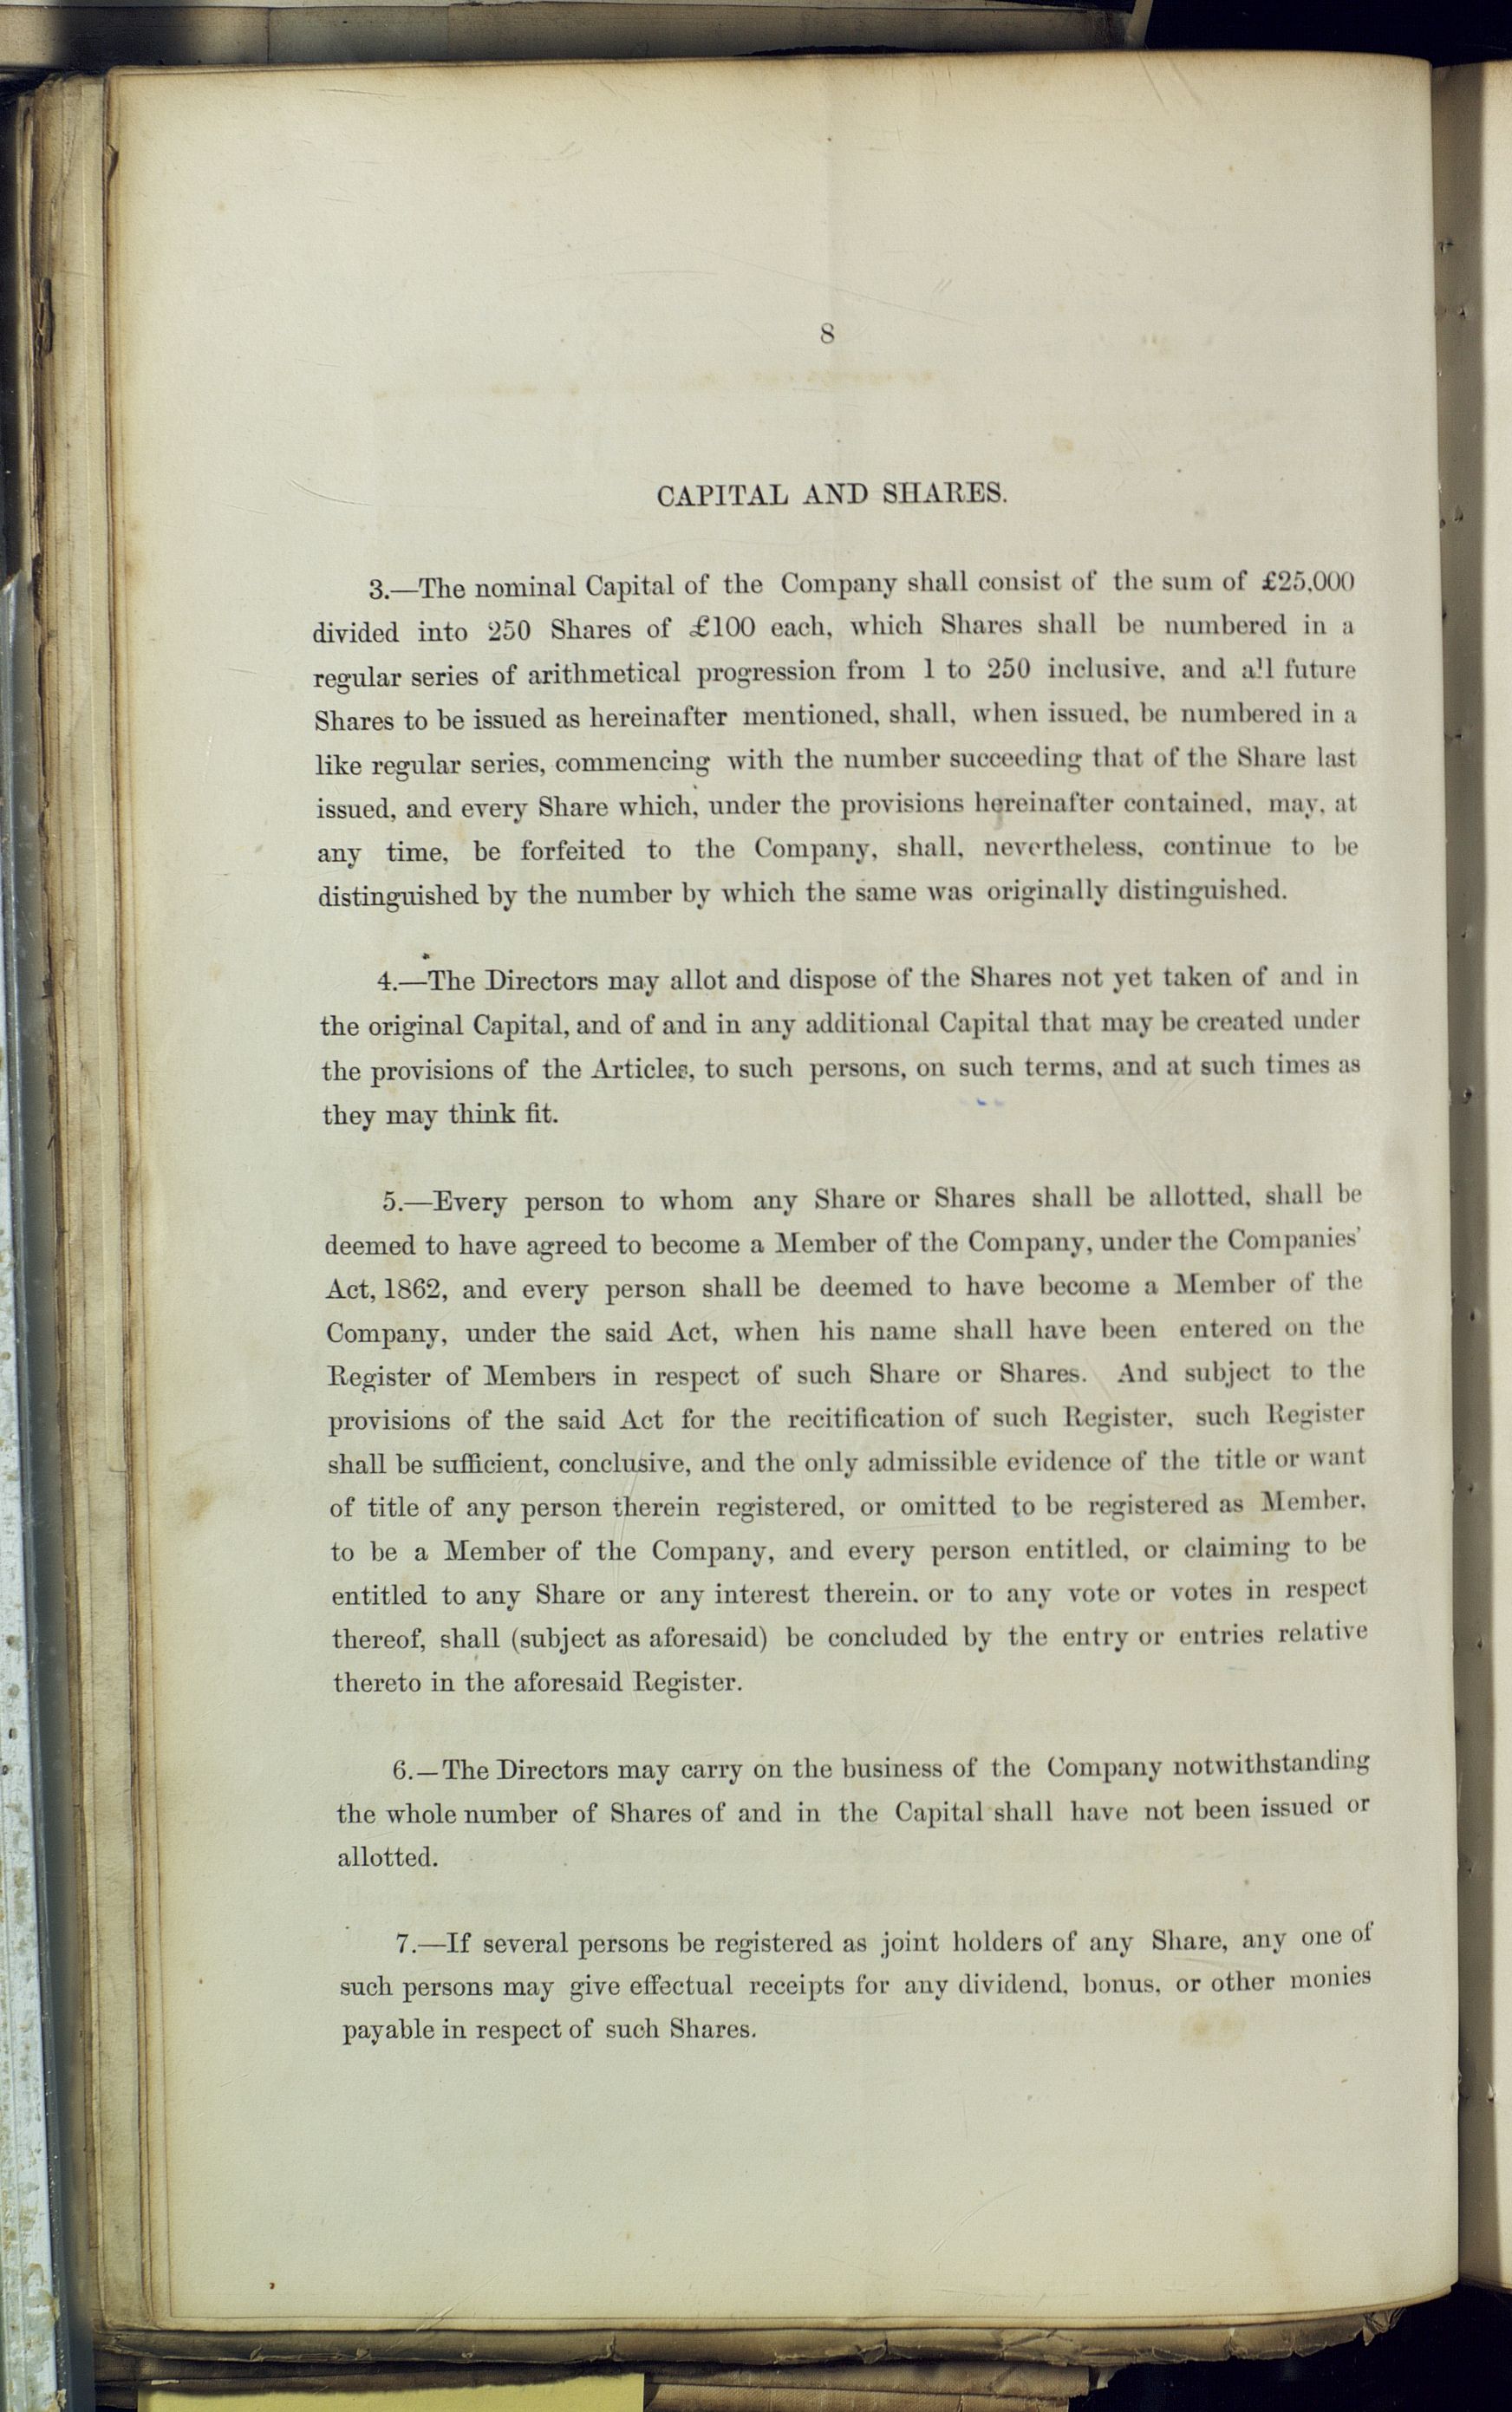 8
CAPITAL AND SHARES.
3.—The nominal Capital of the Company shall consist of the sum of £25,000
divided into 250 Shares of £100 each, which Shares shall be numbered in a
regular series of arithmetical progression from 1 to 250 inclusive, and all future
Shares to be issued as hereinafter mentioned, shall, when issued, be numbered in a
like regular series, commencing with the number succeeding that of the Share last
issued, and every Share which, under the provisions hereinafter contained, may, at
any time, be forfeited to the Company, shall, nevertheless, continue to be
distinguished by the number by which the same was originally distinguished.
4.—The Directors may allot and dispose of the Shares not yet taken of and in
the original Capital, and of and in any additional Capital that may be created under
the provisions of the Articles, to such persons, on such terms, and at such times as
they may think fit.
5.—Every person to whom any Share or Shares shall be allotted, shall be
deemed to have agreed to become a Member of the Company, under the Companies'
Act, 1862, and every person shall be deemed to have become a Member of the
Company, under the said Act, when his name shall have been entered on the
Register of Members in respect of such Share or Shares. And subject to the
provisions of the said Act for the recitification of such Register, such Register
shall be sufficient, conclusive, and the only admissible evidence of the title or want
of title of any person therein registered, or omitted to be registered as Member,
to be a Member of the Company, and every person entitled, or claiming to be
entitled to any Share or any interest therein. or to any vote or votes in respect
thereof, shall (subject as aforesaid) be concluded by the entry or entries relative
thereto in the aforesaid Register.
6.—The Directors may carry on the business of the Company notwithstanding
the whole number of Shares of and in the Capital shall have not been issued or
allotted.
7.—If several persons be registered as joint holders of any Share, any one of
such persons may give effectual receipts for any dividend, bonus, or other monies
payable in respect of such Shares.